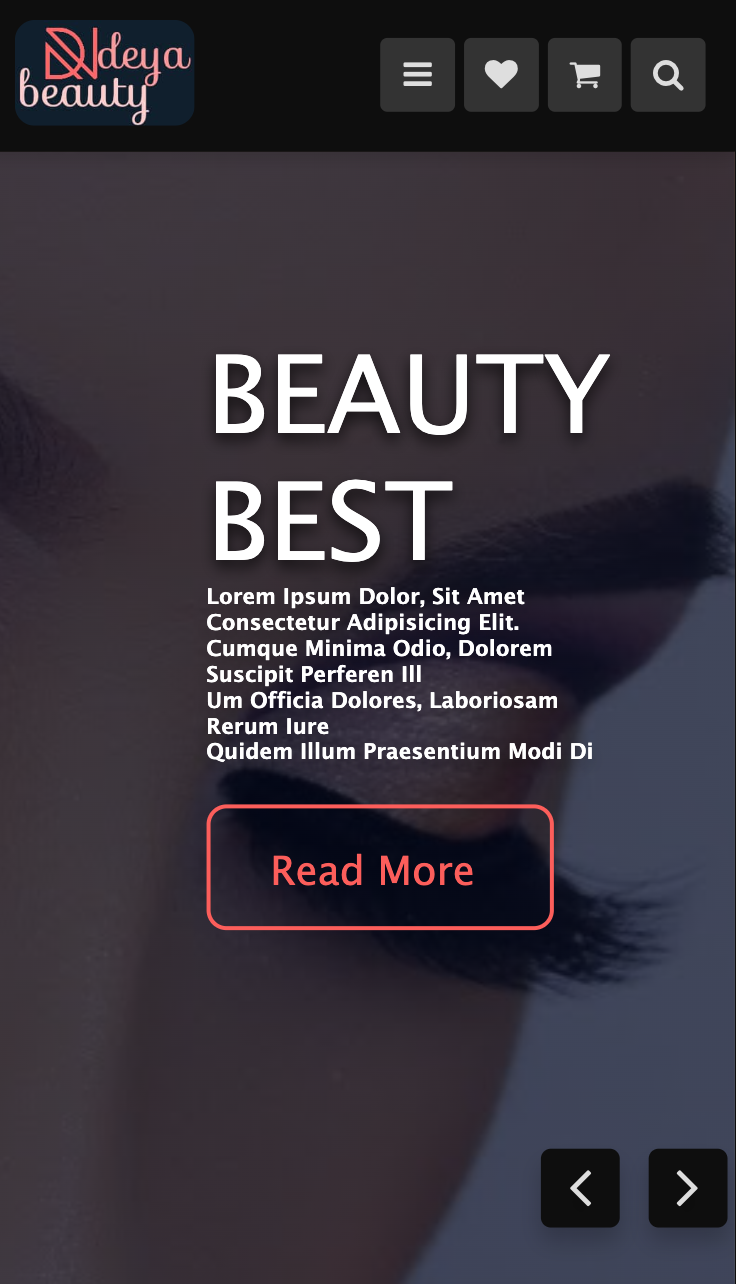 Ndeya
beauty
BEAUTY
BEST
Lorem Ipsum Dolor, Sit Amet
Consectetur Adipisicing Elit.
Cumque Minima Odio, Dolorem
Suscipit Perferen Ill
Um Officia Dolores, Laboriosam
Rerum Iure
Quidem Illum Praesentium Modi Di
Read More